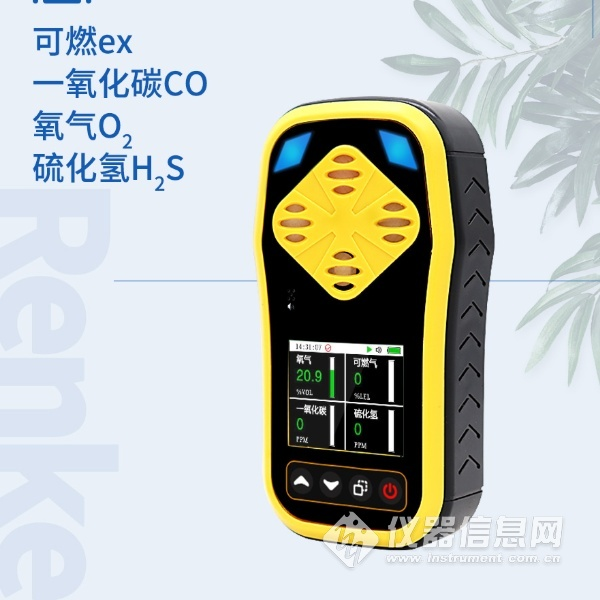 可燃ex
一氧化碳CO
氧气O₂
硫化氢H₂S
Renke
14:31:07
氧气
20.9
%VOL
可燃气
0
%LEL
一氧化碳
0
PPM
硫化氢
0
PPM
仪器信息网
www.instrument.com.cn